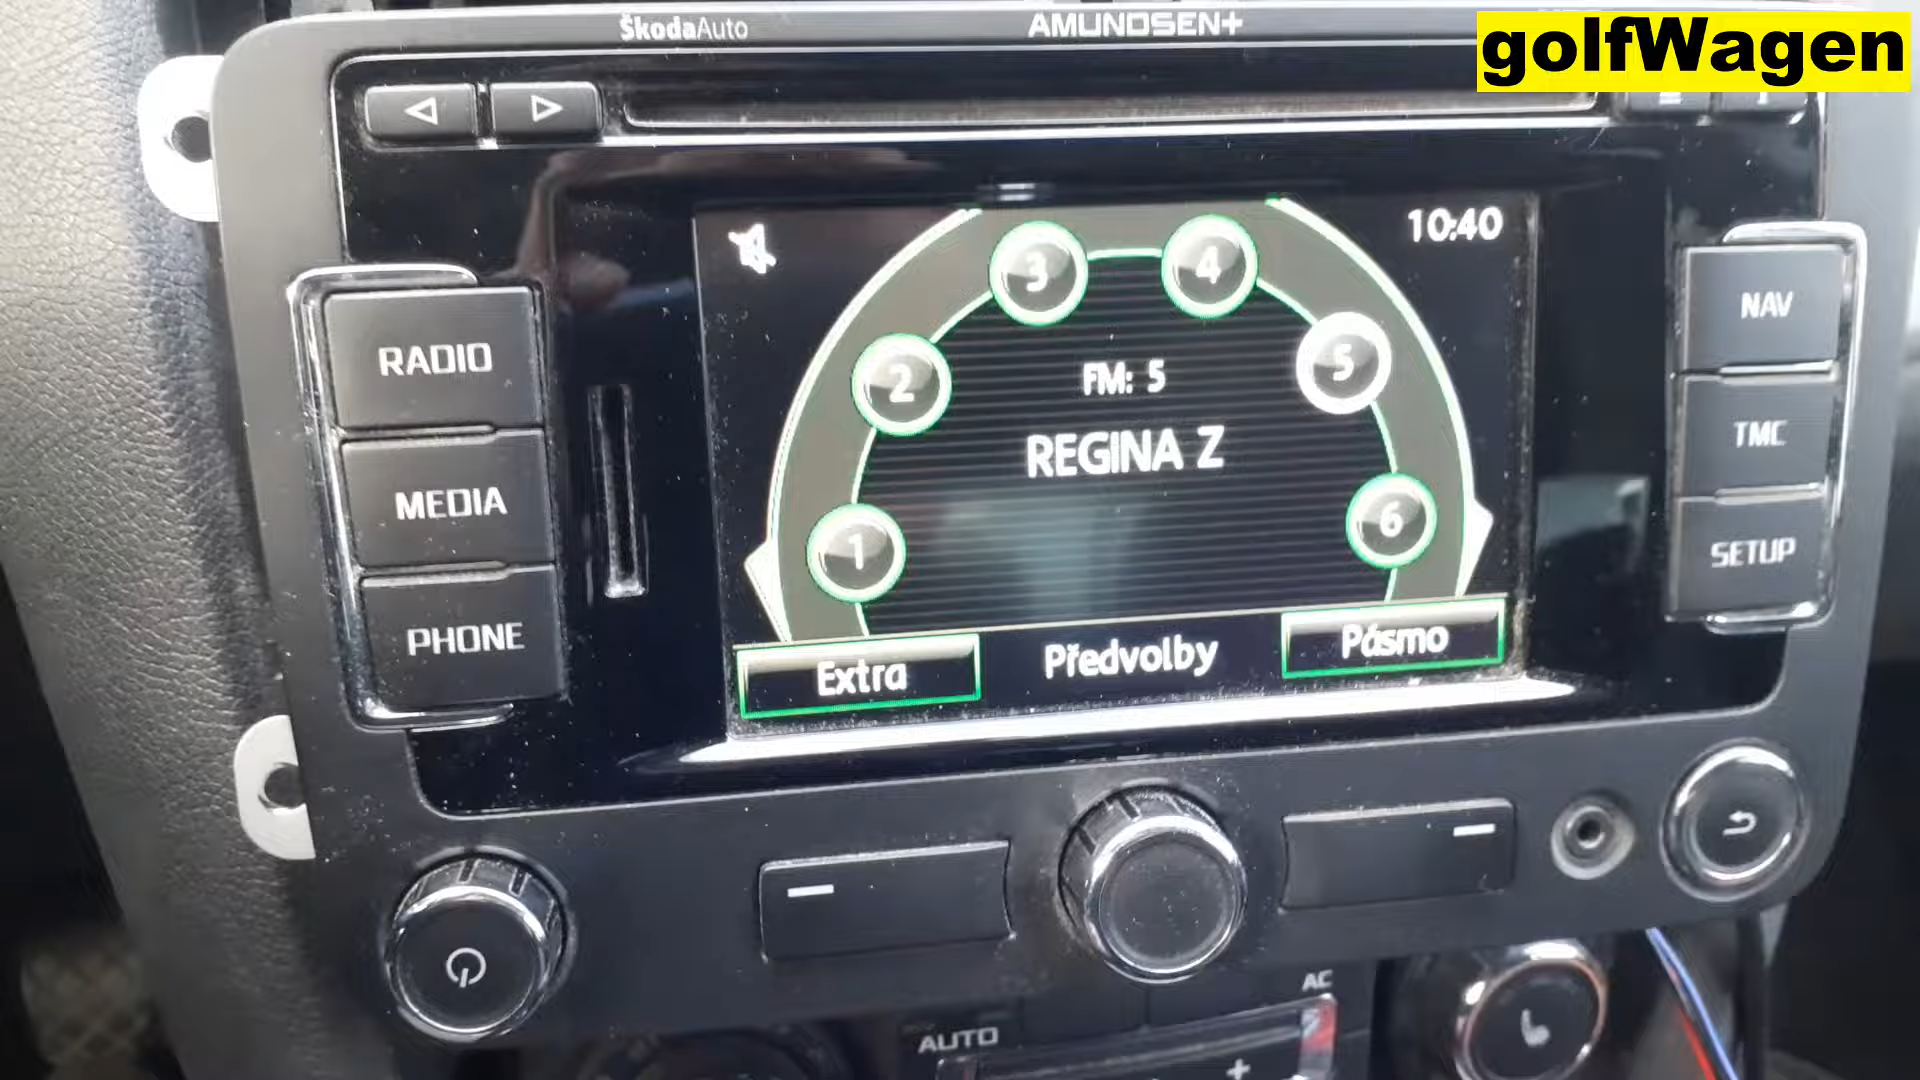 ŠkodaAuto
AMUNDSEN+
golfWagen
10:40
3
4
2
5
1
6
FM: 5
REGINA Z
RADIO
MEDIA
PHONE
NAV
TMC
SETUP
Extra
Předvolby
Pásmo
AC
AUTO
+